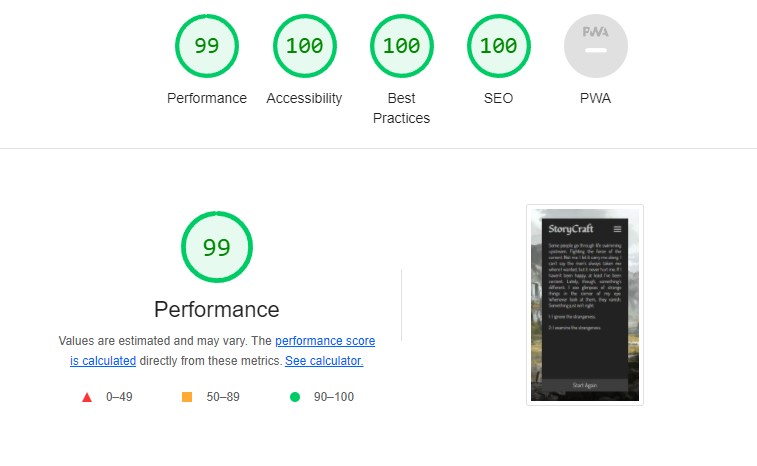 99
100
100
100
PWA
Performance
Accessibility
Best
Practices
SEO
PWA
99
Performance
Values are estimated and may vary. The performance score
is calculated directly from these metrics. See calculator.
0–49
50–89
90–100
StoryCraft
Some people go through life swimming
upstream. Fighting the force of the
current. Not me. I let it carry me along. I
can't say the river's always taken me
where I wanted, but it never hurt me. If I
haven't been happy, at least I've been
content. Lately, though, something's
different. I see glimpses of strange
things in the corner of my eye.
Whenever I look at them, they vanish.
Something just isn't right.
1: I ignore the strangeness.
2: I examine the strangeness.
Start Again